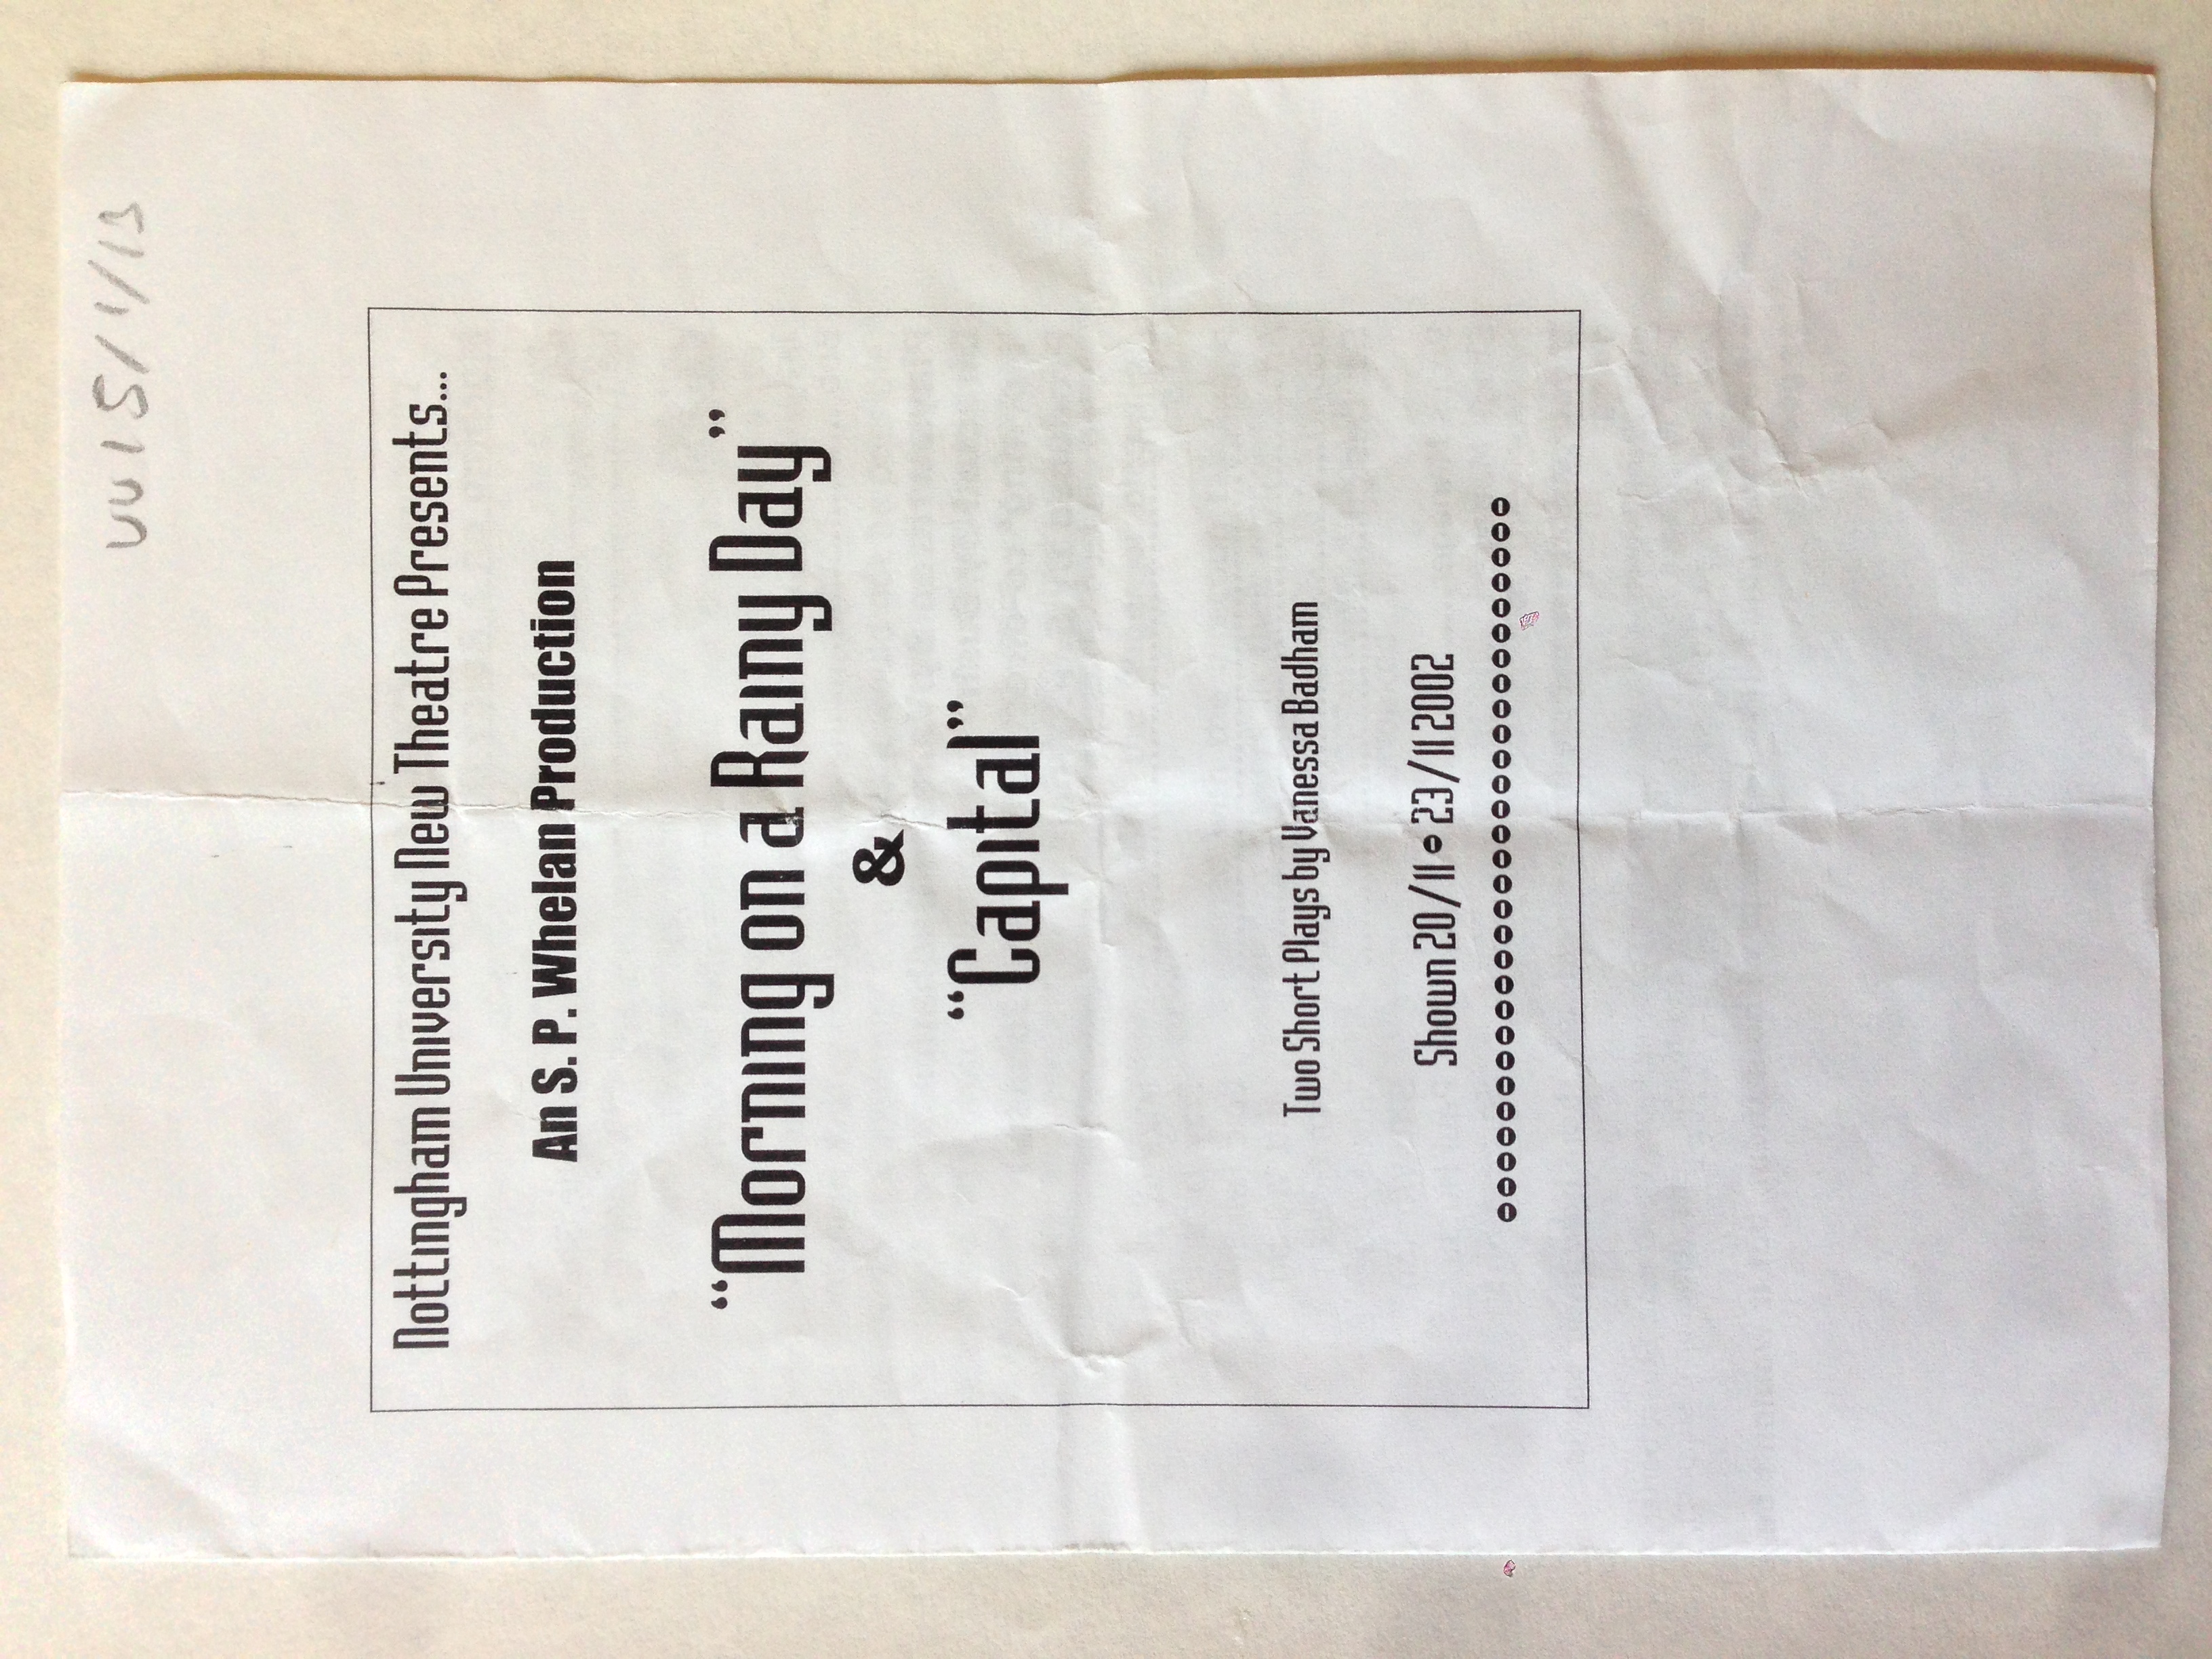 UU15/1/13
Nottingham University New Theatre Presents...
An S. P. Whelan Production
“Morning on a Rainy Day”
&
“Capital”
Two Short Plays by Vanessa Badham
Shown 20/11 - 23/11 2002